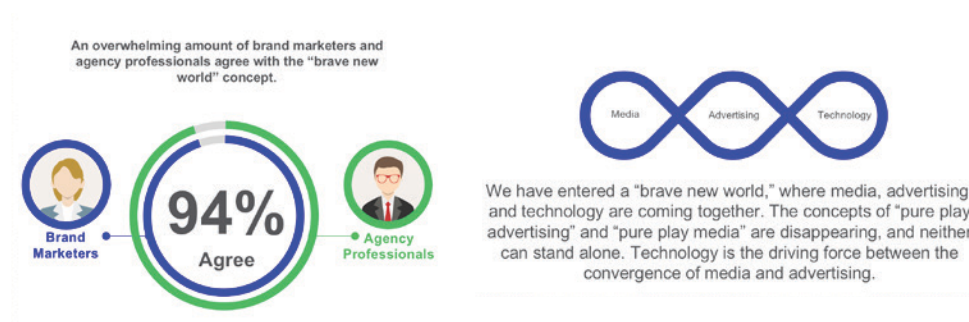 An overwhelming amount of brand marketers and
agency professionals agree with the “brave new
world” concept.
94%
Agree
Brand
Marketers
Agency
Professionals
Media
Advertising
Technology
We have entered a “brave new world,” where media, advertising
and technology are coming together. The concepts of “pure play
advertising” and “pure play media” are disappearing, and neither
can stand alone. Technology is the driving force between the
convergence of media and advertising.